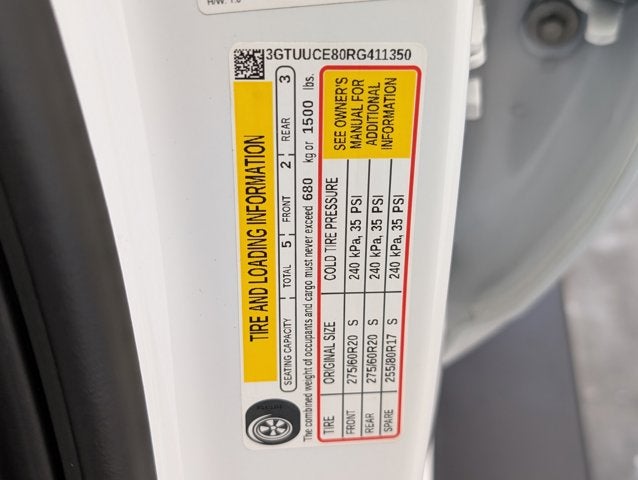 H/W: 1.0
3GTUUCE80RG411350
TIRE AND LOADING INFORMATION
SEATING CAPACITY TOTAL 5 FRONT 2 REAR 3
The combined weight of occupants and cargo must never exceed 680 kg or 1500 lbs.
TIRE ORIGINAL SIZE COLD TIRE PRESSURE
FRONT 275/60R20 S 240 kPa, 35 PSI
REAR 275/60R20 S 240 kPa, 35 PSI
SPARE 255/80R17 S 240 kPa, 35 PSI
SEE OWNER'S
MANUAL FOR
ADDITIONAL
INFORMATION